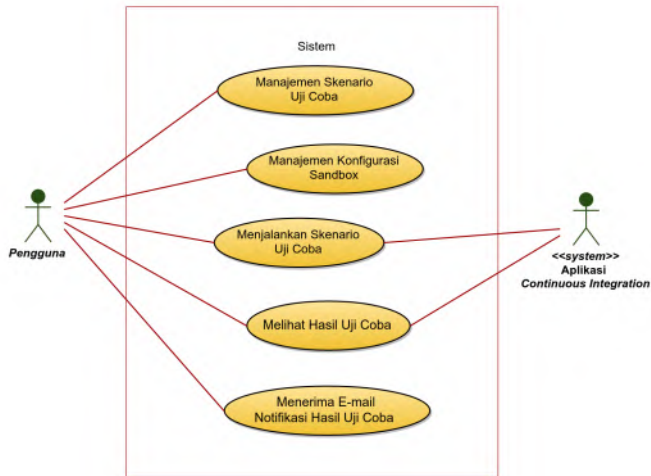 Sistem
Manajemen Skenario
Uji Coba
Manajemen Konfigurasi
Sandbox
Menjalankan Skenario
Uji Coba
Pengguna
<<system>>
Aplikasi
Continuous Integration
Melihat Hasil Uji Coba
Menerima E-mail
Notifikasi Hasil Uji Coba